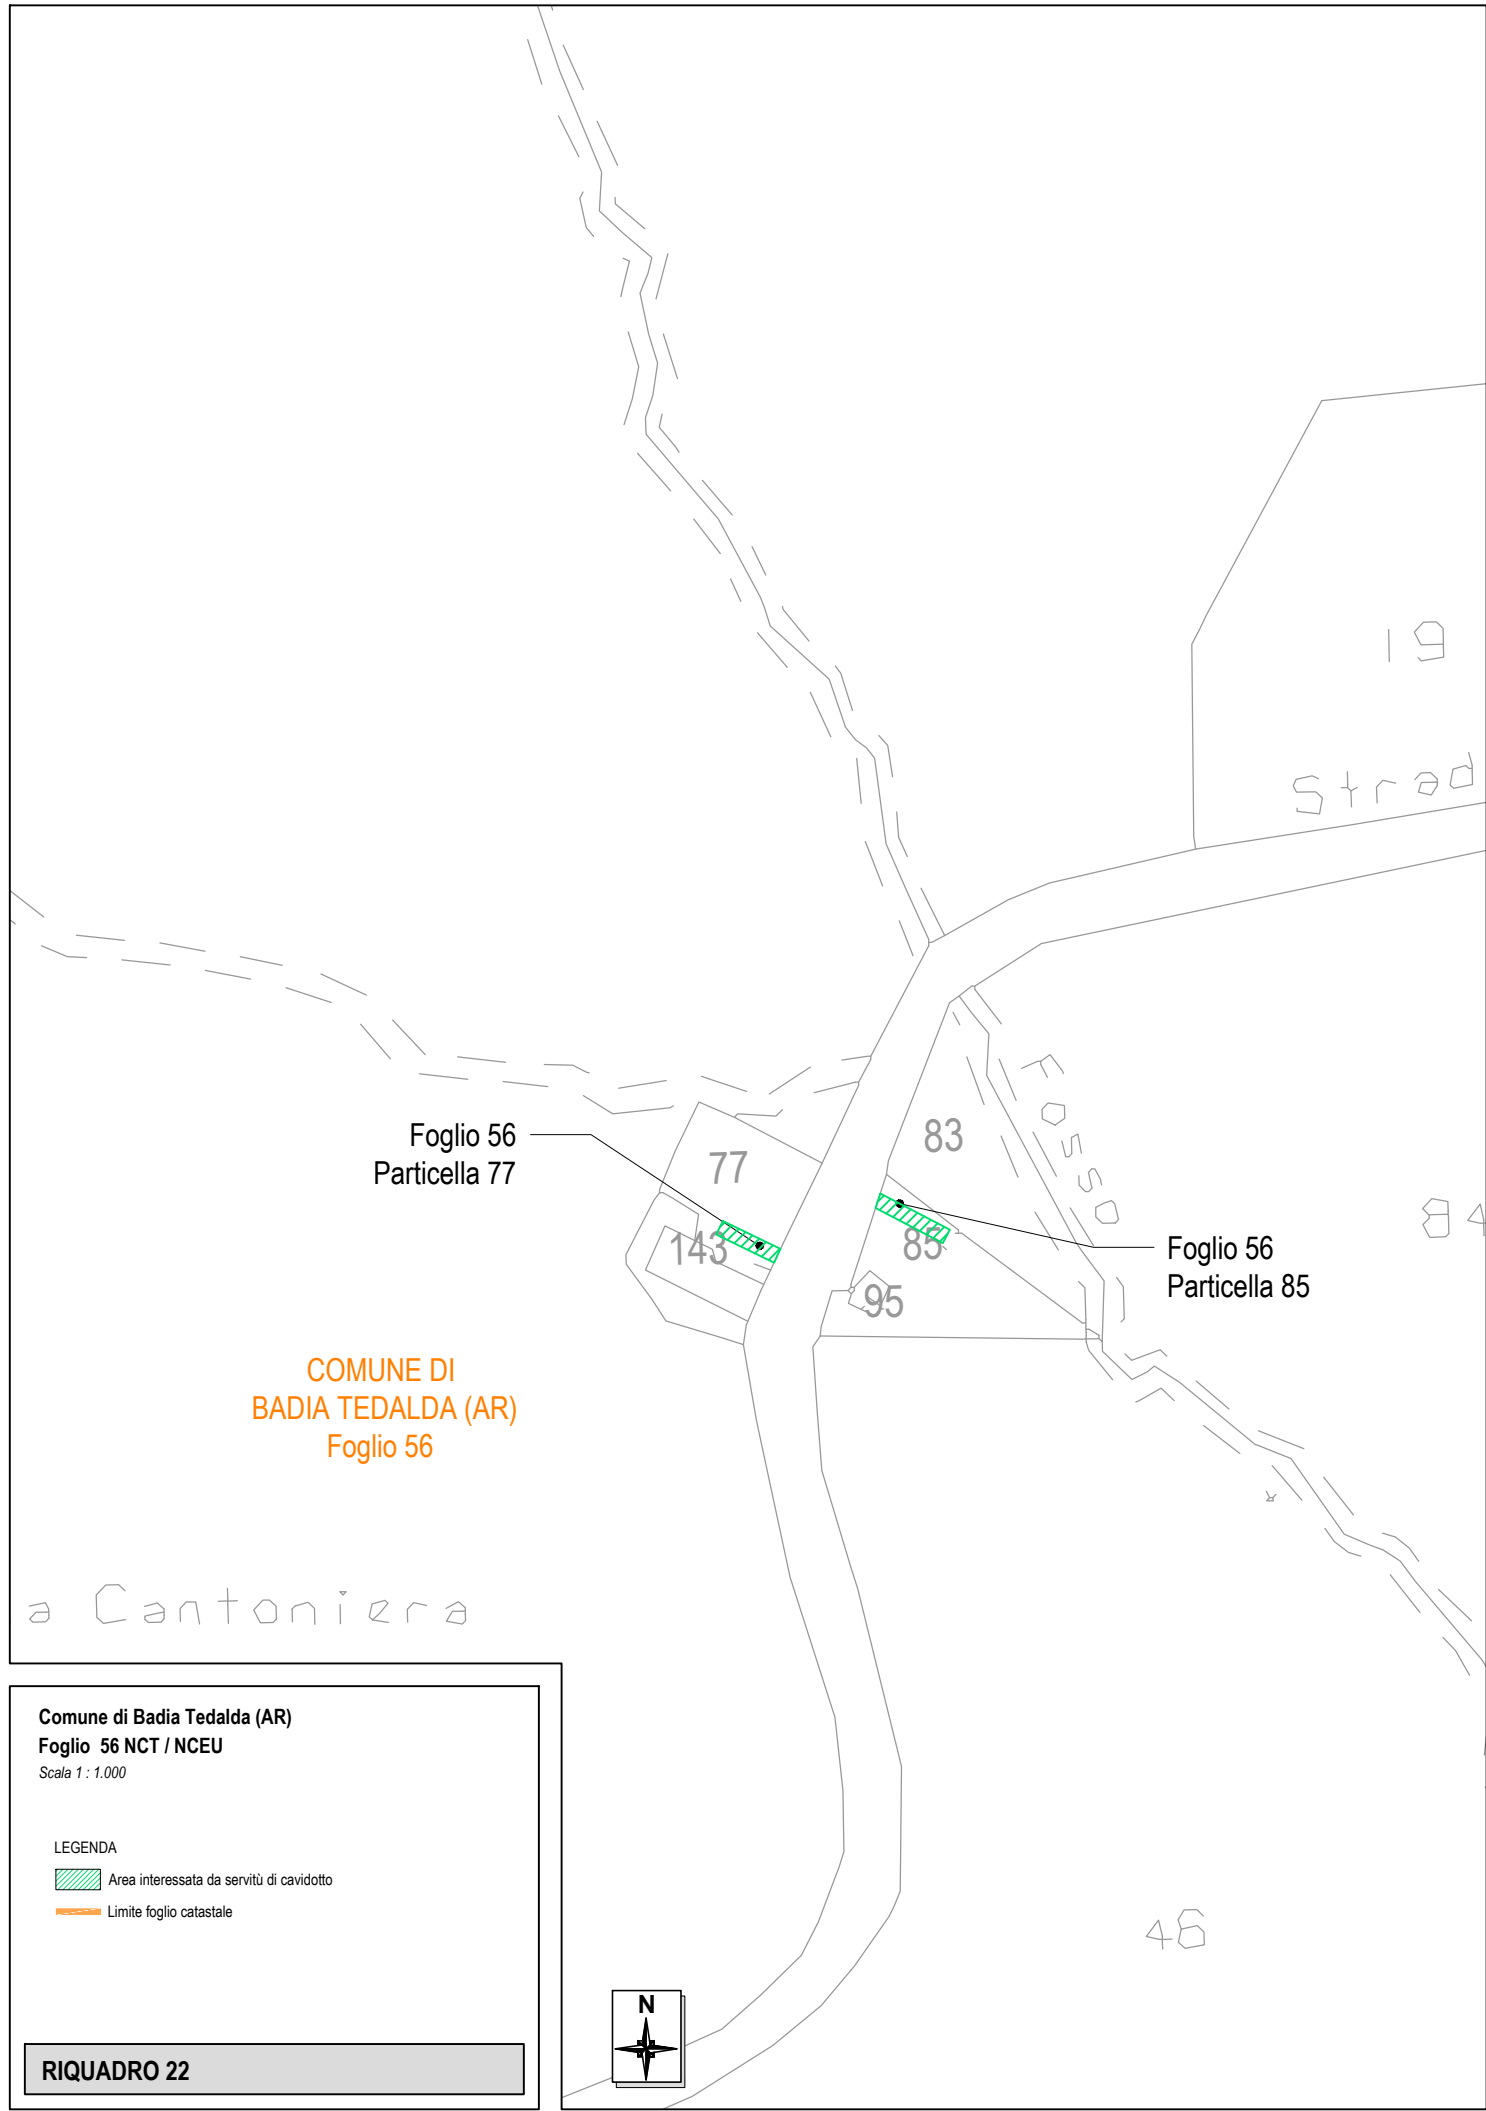 19
Strad
Fosso
83
Foglio 56
Particella 77
77
84
143
85
Foglio 56
Particella 85
95
COMUNE DI
BADIA TEDALDA (AR)
Foglio 56
a Cantoniera
Comune di Badia Tedalda (AR)
Foglio 56 NCT / NCEU
Scala 1 : 1.000
LEGENDA
Area interessata da servitù di cavidotto
Limite foglio catastale
46
N
RIQUADRO 22